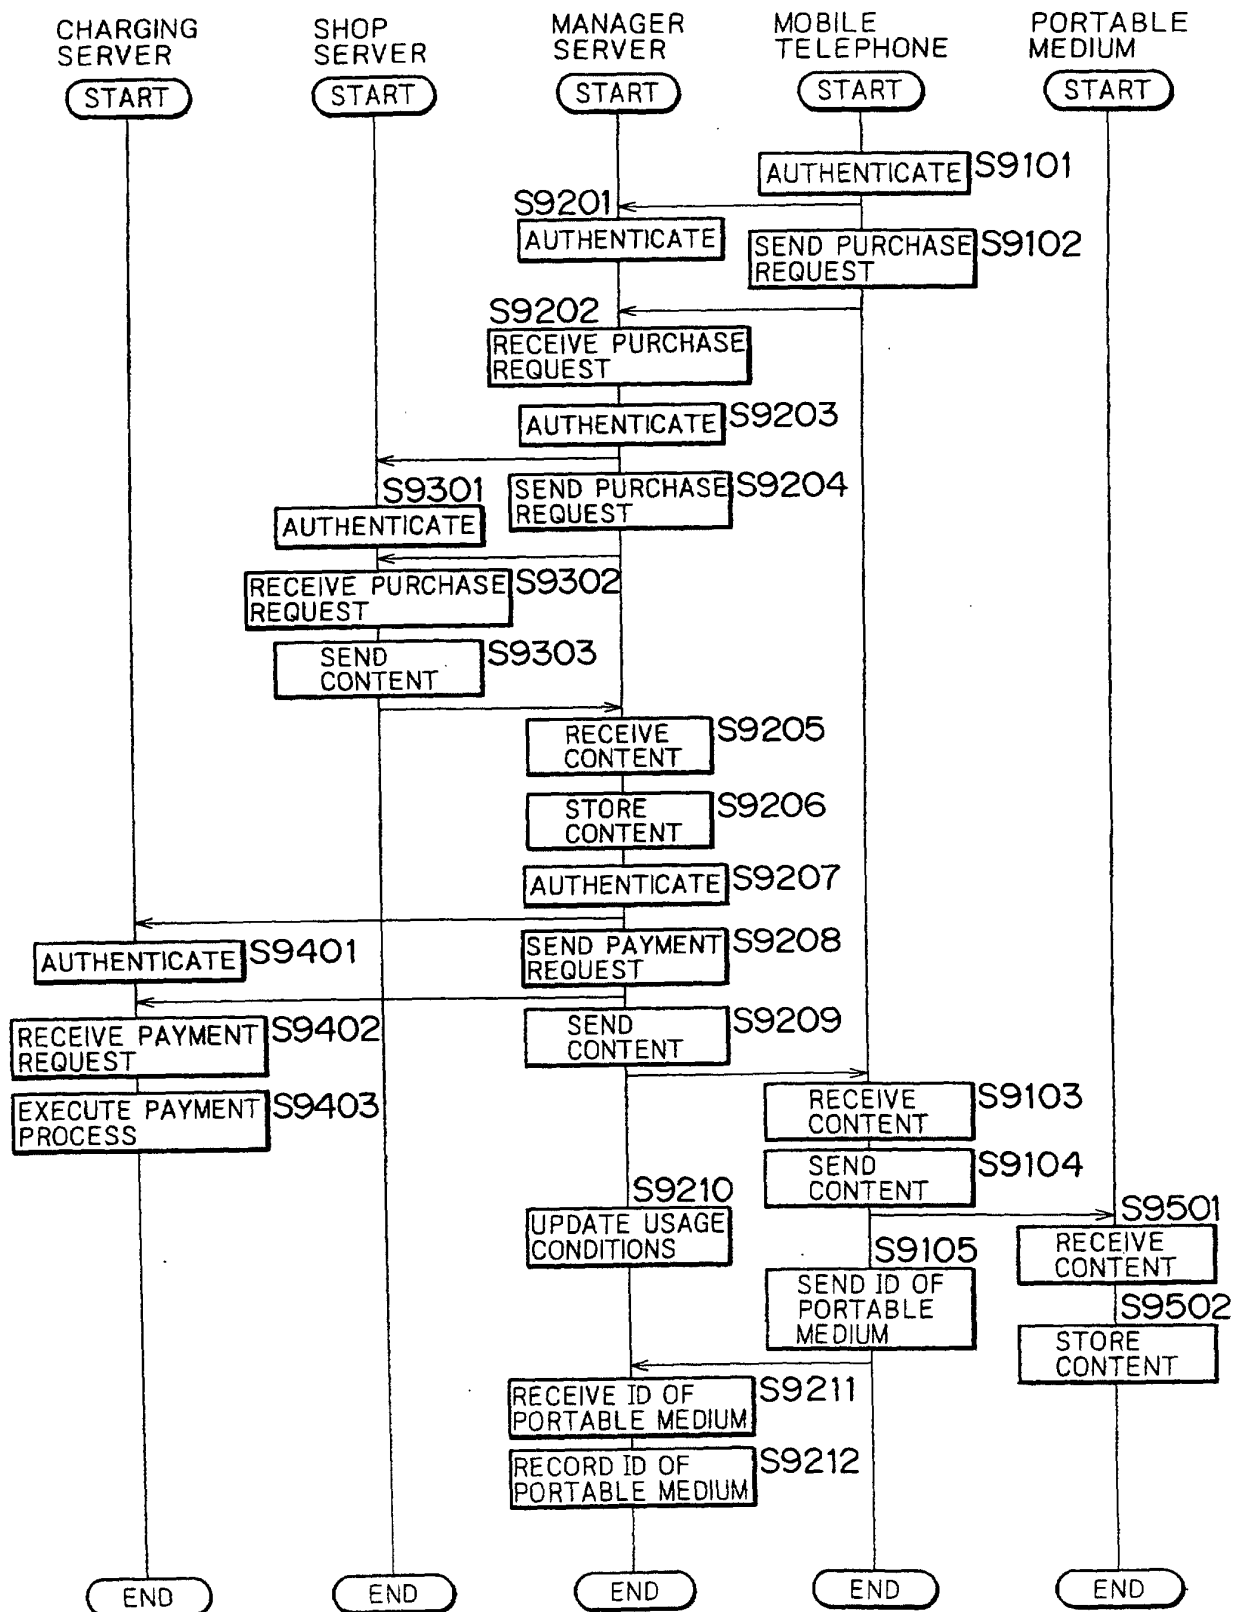 CHARGING
SERVER
SHOP
SERVER
MANAGER
SERVER
MOBILE
TELEPHONE
PORTABLE
MEDIUM
START
START
START
START
START
AUTHENTICATE
S9101
S9201
AUTHENTICATE
SEND PURCHASE
REQUEST
S9102
S9202
RECEIVE PURCHASE
REQUEST
AUTHENTICATE
S9203
S9301
AUTHENTICATE
SEND PURCHASE
REQUEST
S9204
RECEIVE PURCHASE
REQUEST
S9302
SEND
CONTENT
S9303
RECEIVE
CONTENT
S9205
STORE
CONTENT
S9206
AUTHENTICATE
S9207
AUTHENTICATE
S9401
SEND PAYMENT
REQUEST
S9208
RECEIVE PAYMENT
REQUEST
S9402
SEND
CONTENT
S9209
EXECUTE PAYMENT
PROCESS
S9403
RECEIVE
CONTENT
S9103
SEND
CONTENT
S9104
S9210
UPDATE USAGE
CONDITIONS
S9501
RECEIVE
CONTENT
S9105
SEND ID OF
PORTABLE
MEDIUM
S9502
STORE
CONTENT
RECEIVE ID OF
PORTABLE MEDIUM
S9211
RECORD ID OF
PORTABLE MEDIUM
S9212
END
END
END
END
END